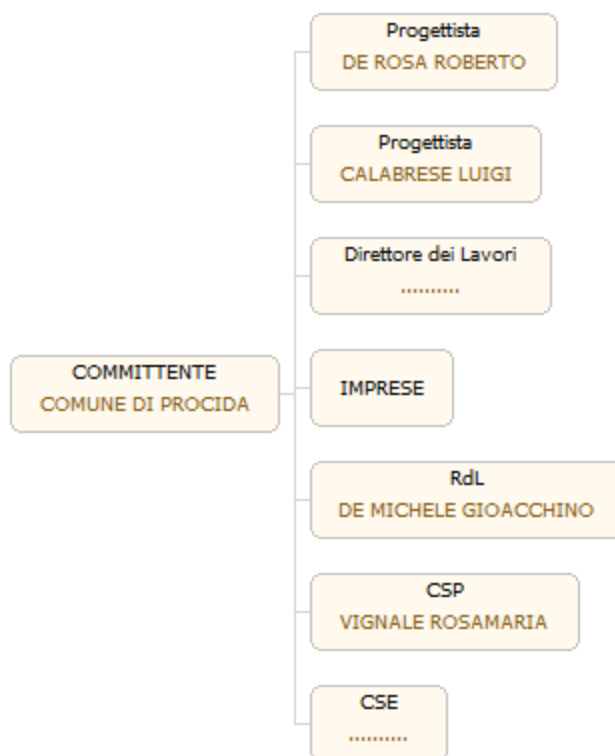 Progettista
DE ROSA ROBERTO
Progettista
CALABRESE LUIGI
Direttore dei Lavori
..........
COMMITTENTE
COMUNE DI PROCIDA
IMPRESE
RdL
DE MICHELE GIOACCHINO
CSP
VIGNALE ROSAMARIA
CSE
..........